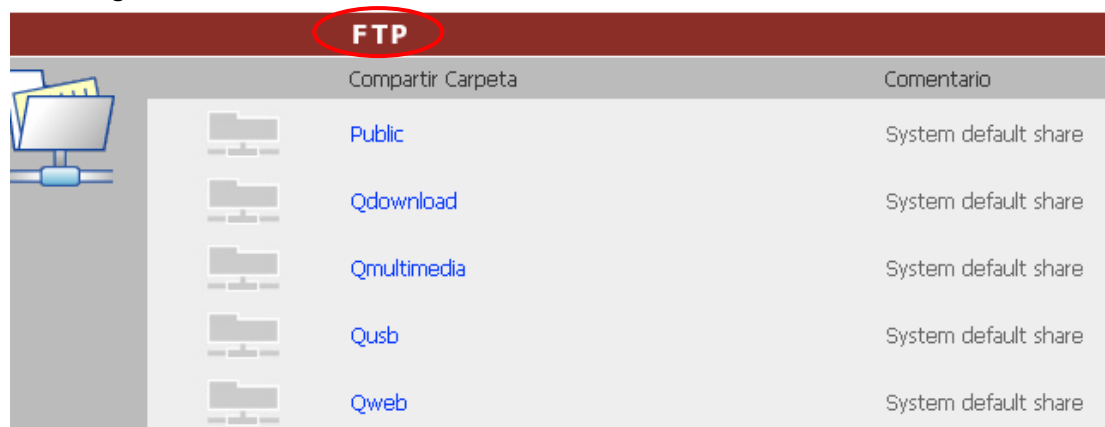 FTP
Compartir Carpeta Comentario
Public System default share
Qdownload System default share
Qmultimedia System default share
Qusb System default share
Qweb System default share